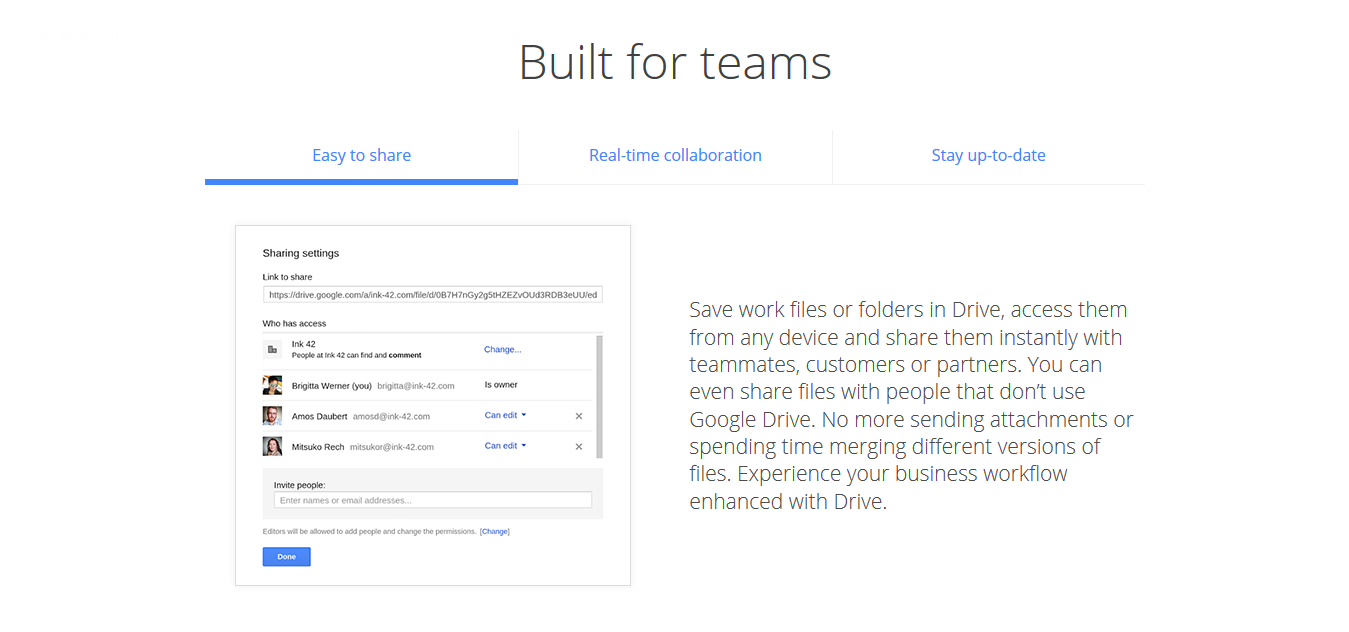 Built for teams
Easy to share
Real-time collaboration
Stay up-to-date
Sharing settings
Link to share
https://drive.google.com/a/ink-42.com/file/d/0B7H7nGy2g5tHZEZvOUd3RDB3eUU/ed
Who has access
Ink 42
People at Ink 42 can find and comment
Change...
Brigitta Werner (you) brigitta@ink-42.com Is owner
Amos Daubert amosd@ink-42.com Can edit
Mitsuko Rech mitsukor@ink-42.com Can edit
Invite people:
Enter names or email addresses...
Editors will be allowed to add people and change the permissions. [Change]
Done
Save work files or folders in Drive, access them
from any device and share them instantly with
teammates, customers or partners. You can
even share files with people that don’t use
Google Drive. No more sending attachments or
spending time merging different versions of
files. Experience your business workflow
enhanced with Drive.